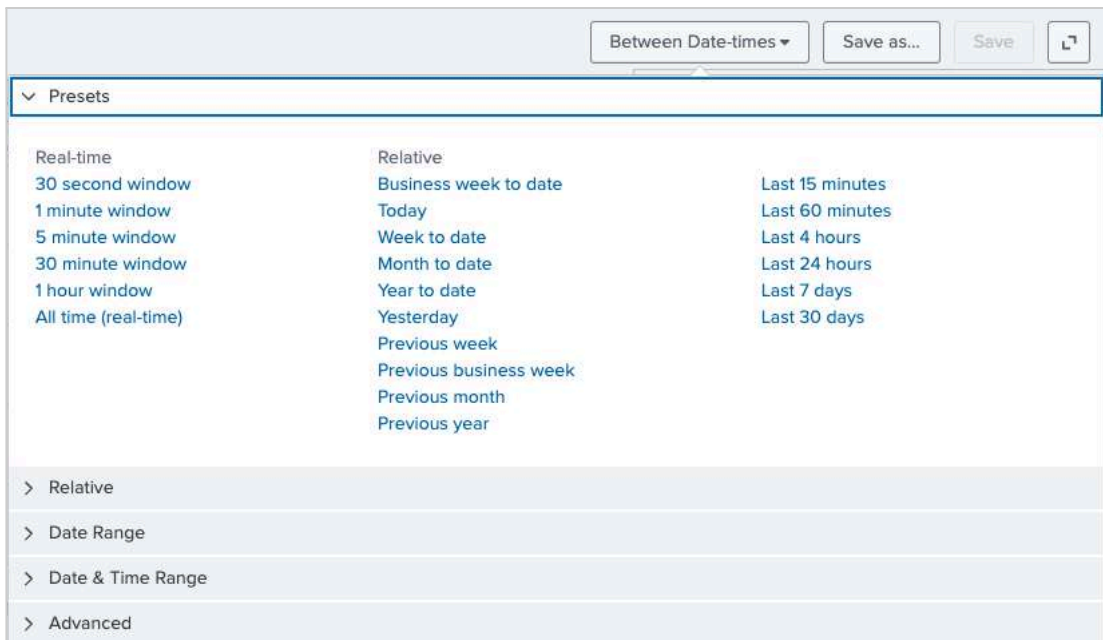 Between Date-times
Save as...
Save
Presets
Real-time
30 second window
1 minute window
5 minute window
30 minute window
1 hour window
All time (real-time)
Relative
Business week to date
Today
Week to date
Month to date
Year to date
Yesterday
Previous week
Previous business week
Previous month
Previous year
Last 15 minutes
Last 60 minutes
Last 4 hours
Last 24 hours
Last 7 days
Last 30 days
Relative
Date Range
Date & Time Range
Advanced